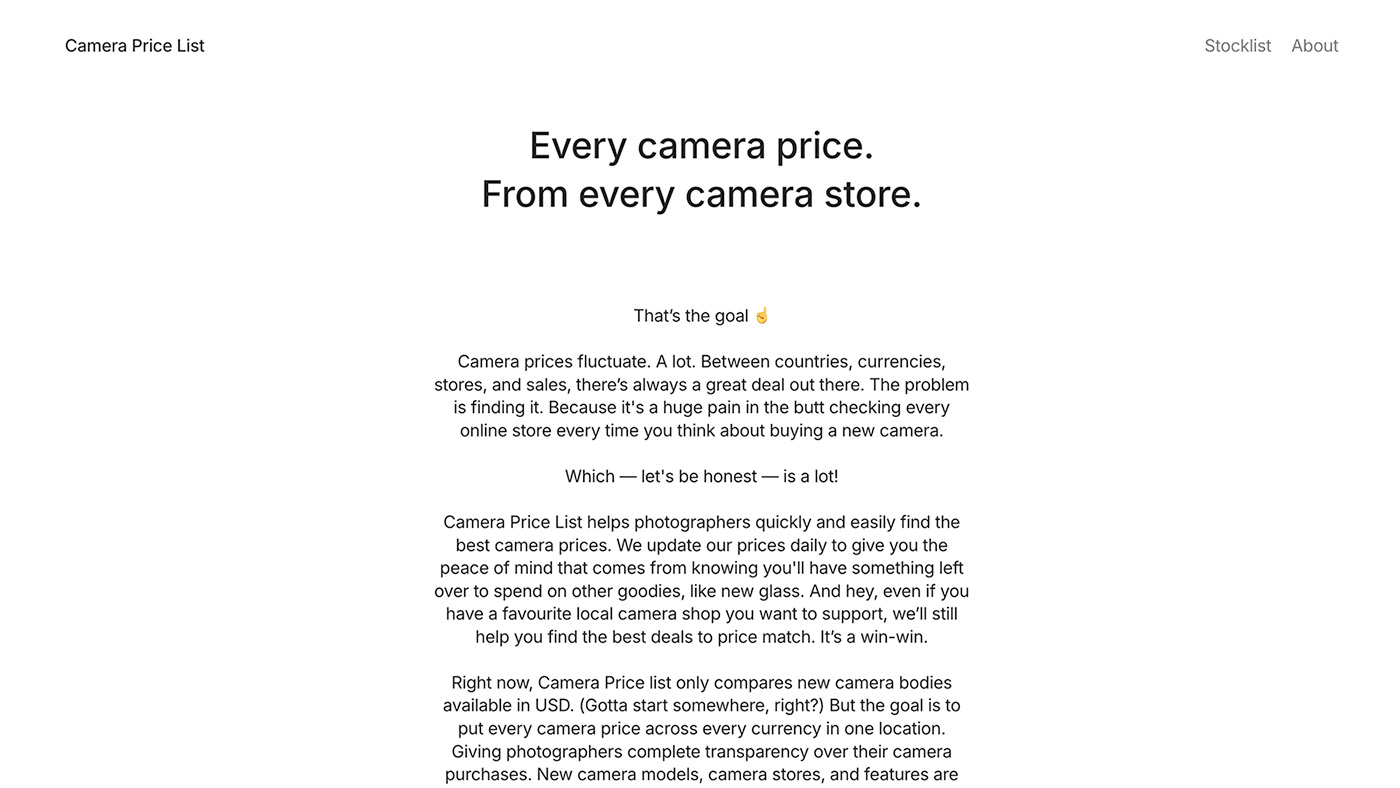 Camera Price List
Stocklist
About
Every camera price.
From every camera store.
That’s the goal ☝️
Camera prices fluctuate. A lot. Between countries, currencies,
stores, and sales, there’s always a great deal out there. The problem
is finding it. Because it's a huge pain in the butt checking every
online store every time you think about buying a new camera.
Which — let's be honest — is a lot!
Camera Price List helps photographers quickly and easily find the
best camera prices. We update our prices daily to give you the
peace of mind that comes from knowing you'll have something left
over to spend on other goodies, like new glass. And hey, even if you
have a favourite local camera shop you want to support, we’ll still
help you find the best deals to price match. It’s a win-win.
Right now, Camera Price list only compares new camera bodies
available in USD. (Gotta start somewhere, right?) But the goal is to
put every camera price across every currency in one location.
Giving photographers complete transparency over their camera
purchases. New camera models, camera stores, and features are